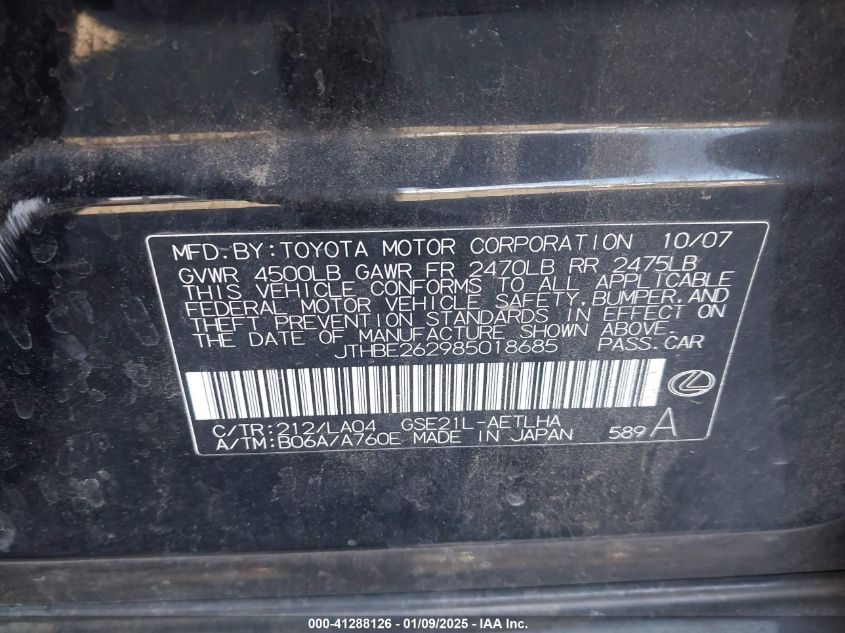 MFD.BY:TOYOTA MOTOR CORPORATION 10/07
GVWR 4500LB GAWR FR 2470LB RR 2475LB
THIS VEHICLE CONFORMS TO ALL APPLICABLE
FEDERAL MOTOR VEHICLE SAFETY,BUMPER,AND
THEFT PREVENTION STANDARDS IN EFFECT ON
THE DATE OF MANUFACTURE SHOWN ABOVE.
JTHBE262985018685 PASS.CAR
C/TR:212/LA04 GSE21L-AETLHA
A/TM:B06A/A760E MADE IN JAPAN 589 A
000-41288126 - 01/09/2025 - IAA Inc.